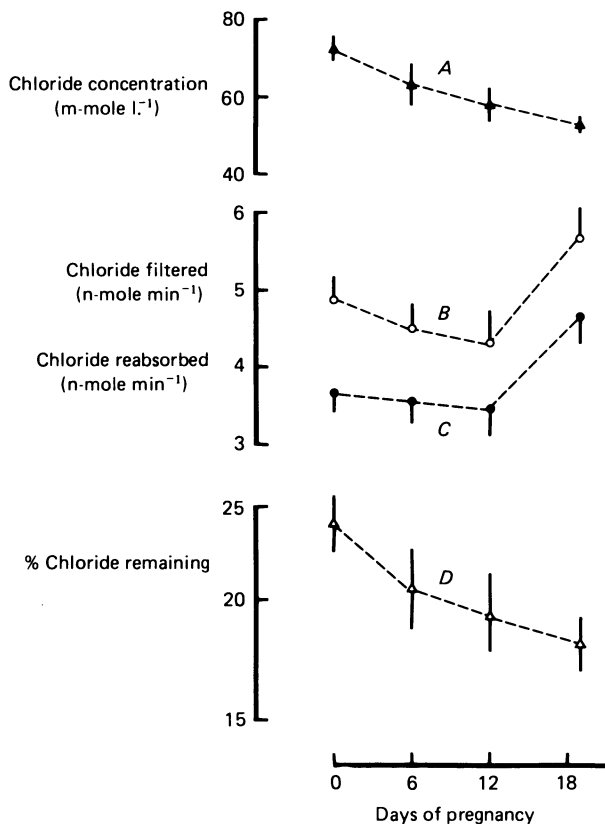 80
A
Chloride concentration
(m-mole l.⁻¹)
60
40
6
Chloride filtered
(n-mole min⁻¹)
5
B
Chloride reabsorbed
(n-mole min⁻¹)
4
C
3
25
% Chloride remaining
D
20
15
0 6 12 18
Days of pregnancy